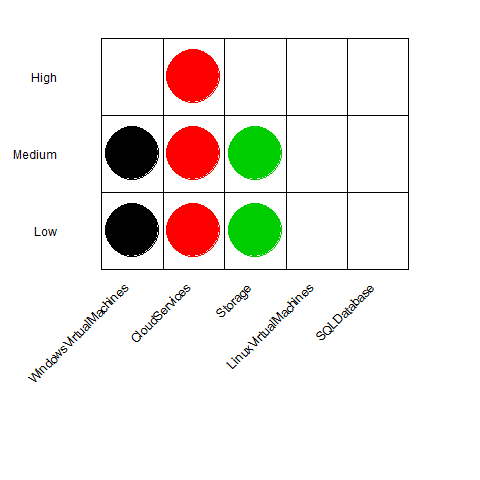 High
Medium
Low
WindowsVirtualMachines
CloudServices
Storage
LinuxVirtualMachines
SQLDatabase